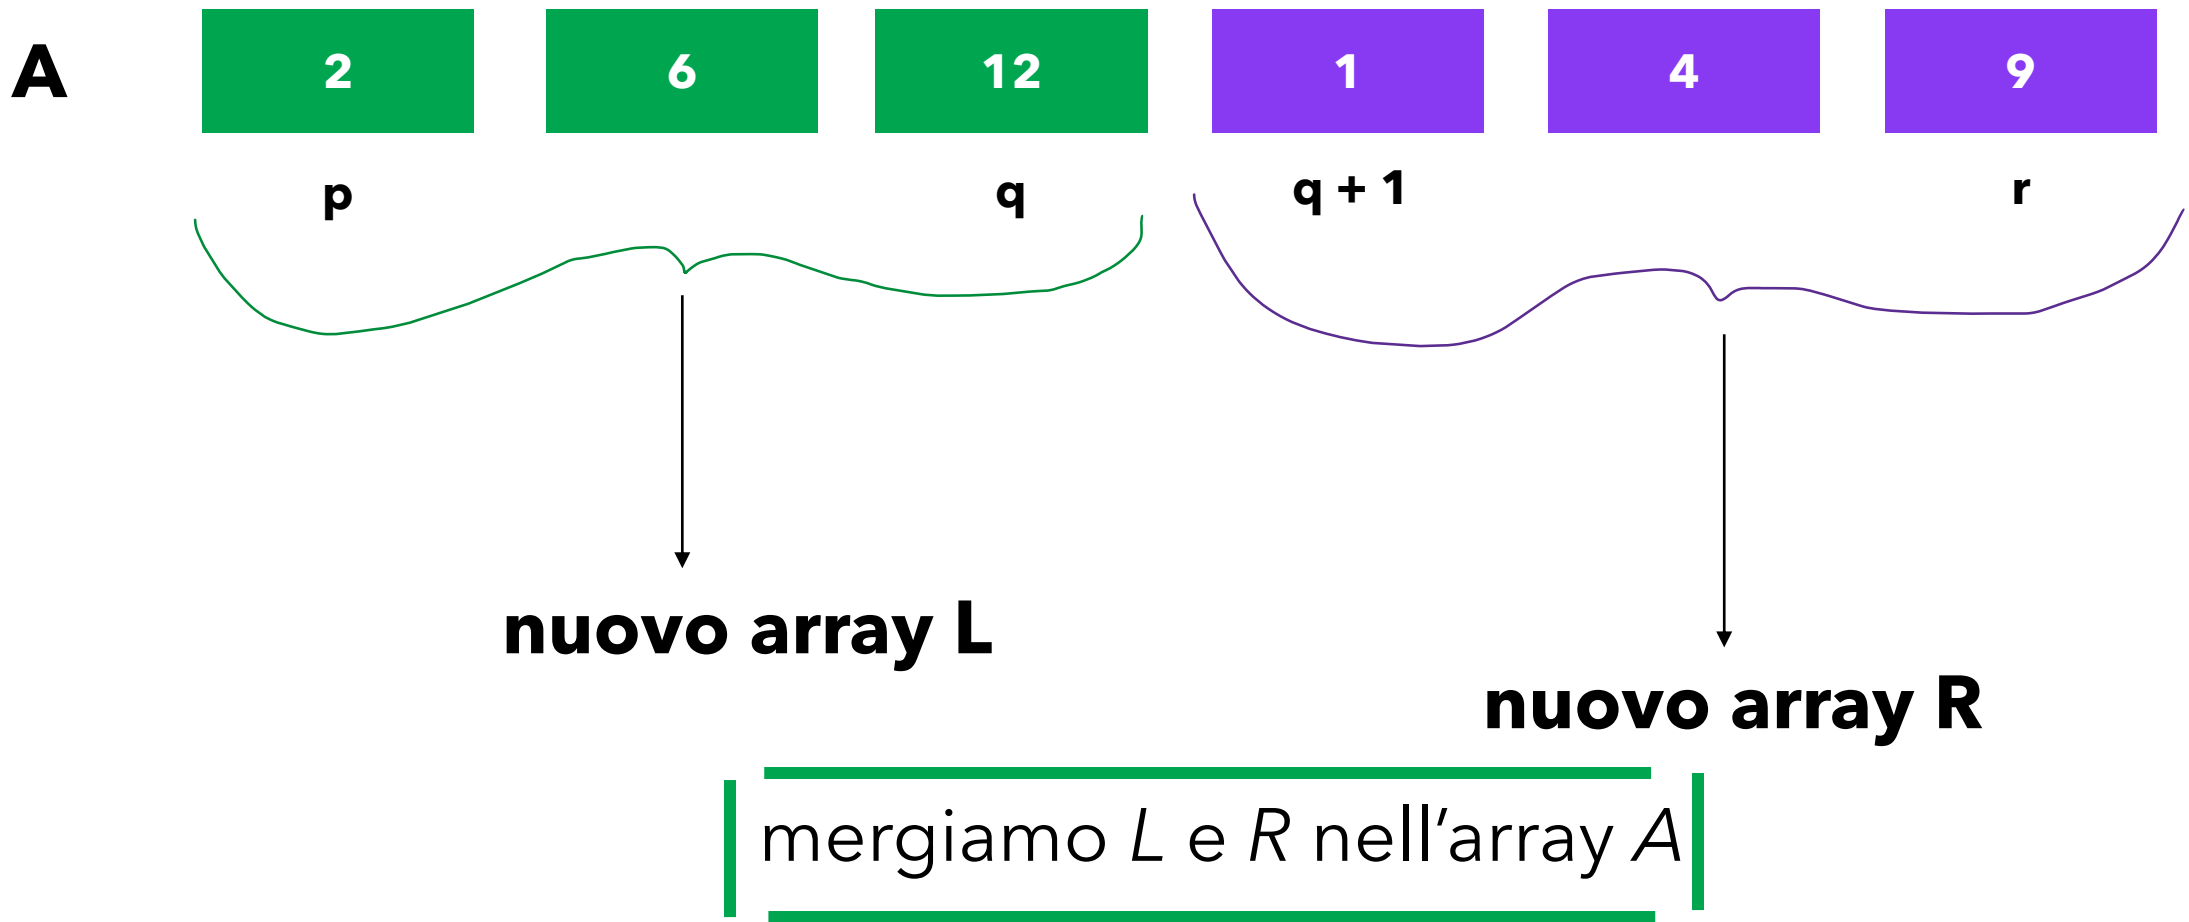 A 2 6 12 1 4 9
p q q + 1 r
nuovo array L
nuovo array R
mergiamo L e R nell'array A